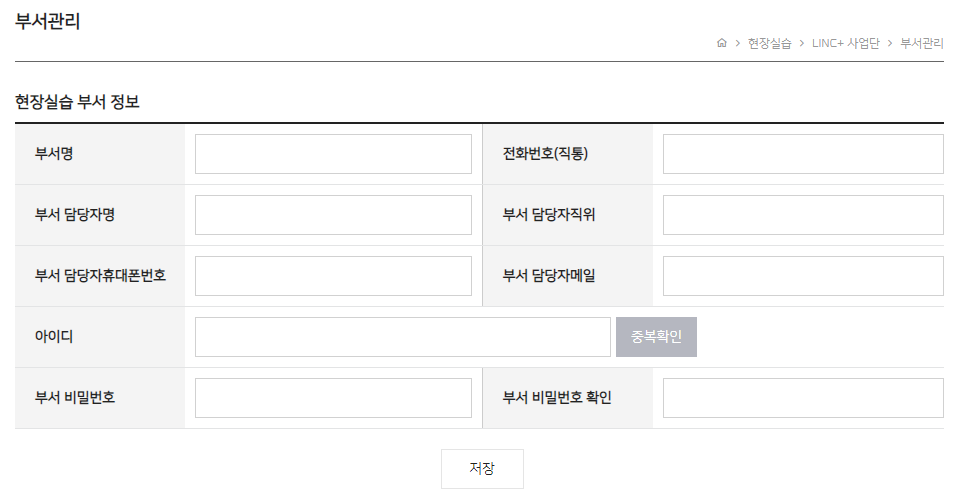 부서관리
현장실습 > LINC+ 사업단 > 부서관리
현장실습 부서 정보
부서명 전화번호(직통)
부서 담당자명 부서 담당자직위
부서 담당자휴대폰번호 부서 담당자메일
아이디 중복확인
부서 비밀번호 부서 비밀번호 확인
저장